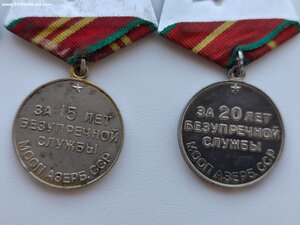 ЗА 15 ЛЕТ
БЕЗУПРЕЧНОЙ
СЛУЖБЫ
МООП АЗЕРБ. ССР
ЗА 20 ЛЕТ
БЕЗУПРЕЧНОЙ
СЛУЖБЫ
МООП АЗЕРБ. ССР